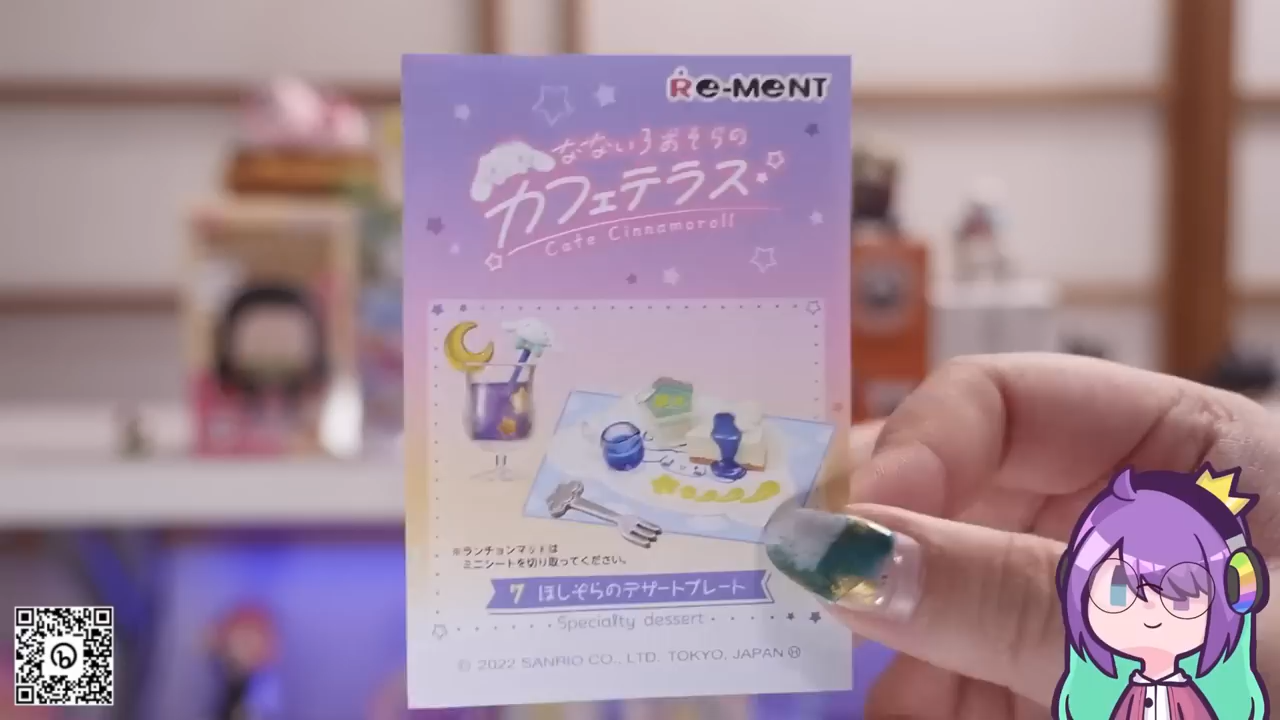 Re-MeNT
なないろおそらの
カフェテラス
Cafe Cinnamoroll
※ランチョンマットは
ミニシートを切り取ってください。
7 ほしぞらのデザートプレート
Specialty dessert
© 2022 SANRIO CO., LTD. TOKYO, JAPAN Ⓗ